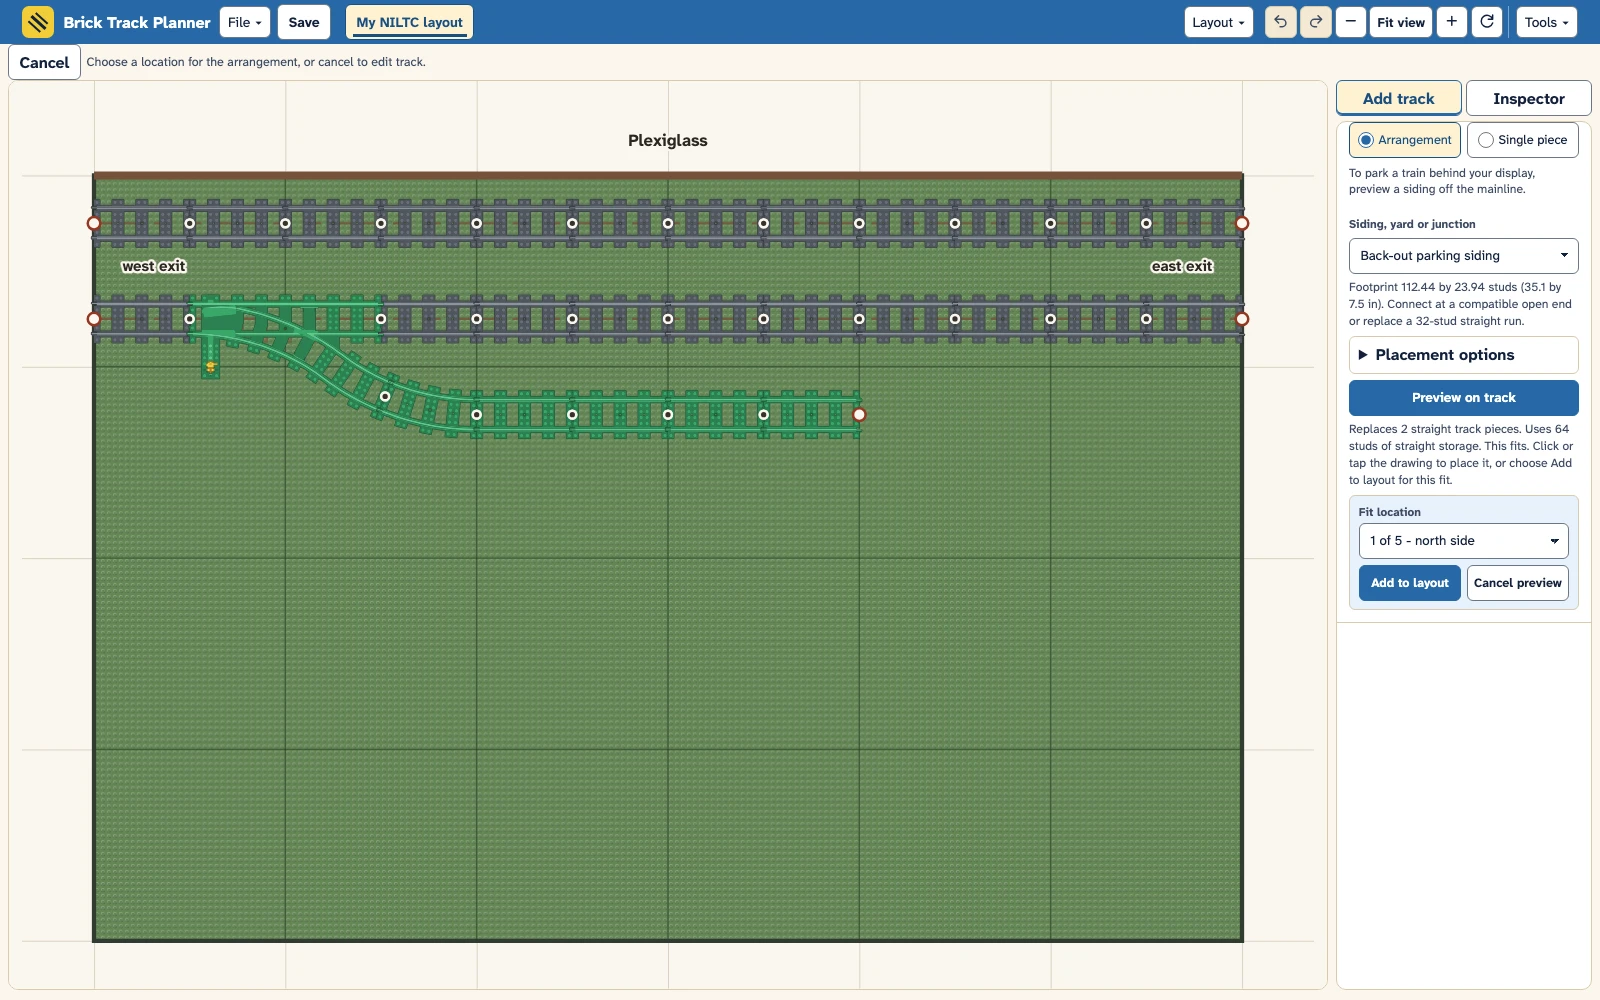 Brick Track Planner
File
Save
My NILTC layout
Layout
Fit view
Tools
Cancel
Choose a location for the arrangement, or cancel to edit track.
Plexiglass
west exit
east exit
Add track
Inspector
Arrangement
Single piece
To park a train behind your display,
preview a siding off the mainline.
Siding, yard or junction
Back-out parking siding
Footprint 112.44 by 23.94 studs (35.1 by
7.5 in). Connect at a compatible open end
or replace a 32-stud straight run.
Placement options
Preview on track
Replaces 2 straight track pieces. Uses 64
studs of straight storage. This fits. Click or
tap the drawing to place it, or choose Add
to layout for this fit.
Fit location
1 of 5 - north side
Add to layout
Cancel preview